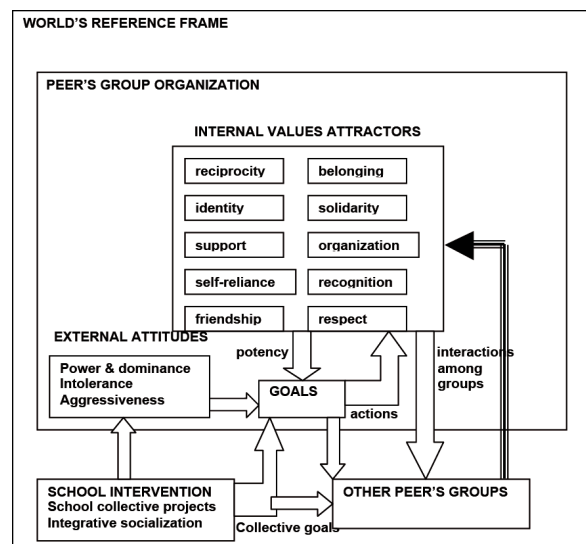 WORLD'S REFERENCE FRAME
PEER'S GROUP ORGANIZATION
INTERNAL VALUES ATTRACTORS
reciprocity
belonging
identity
solidarity
support
organization
self-reliance
recognition
friendship
respect
EXTERNAL ATTITUDES
potency
interactions
among
groups
Power & dominance
Intolerance
Aggressiveness
GOALS
actions
SCHOOL INTERVENTION
School collective projects
Integrative socialization
Collective goals
OTHER PEER'S GROUPS